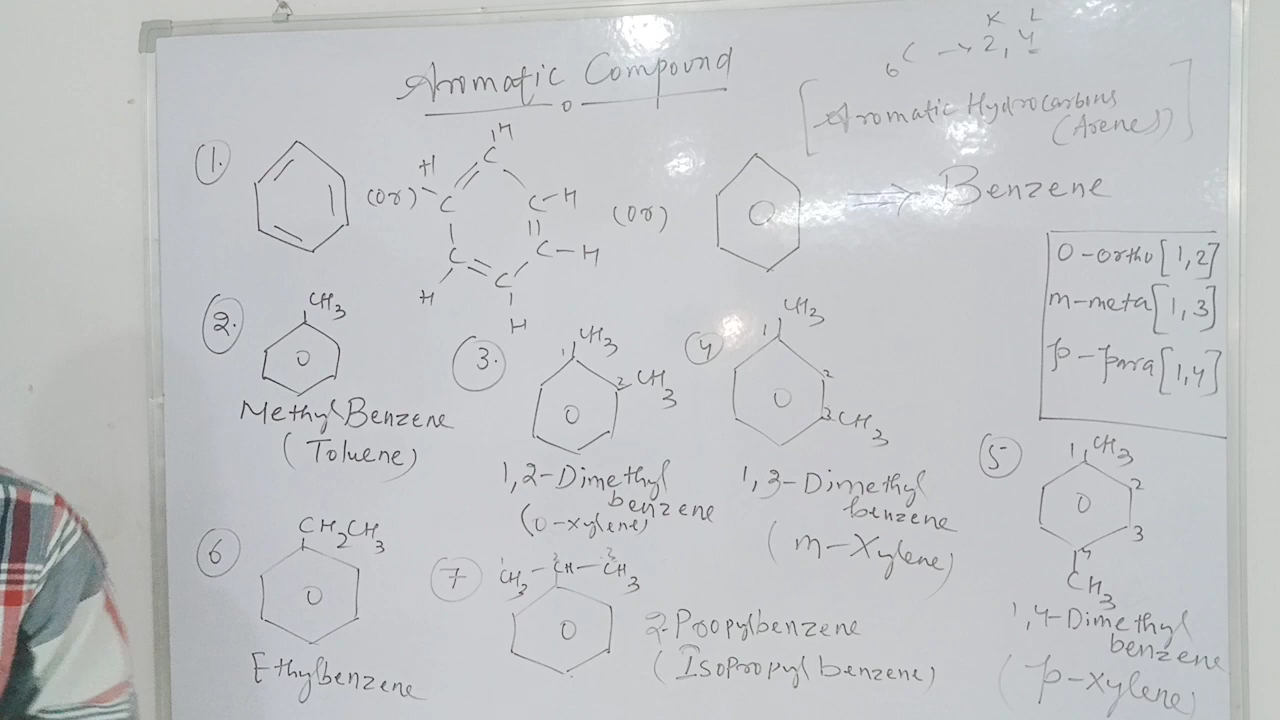 Aromatic Compound
K L
6C → 2, 4
[Aromatic Hydrocarbons
(Arenes)]
1.
(or)
H
C
H
C
C-H
C-H
C
C
H
H
(or)
⇒ Benzene
O-ortho [1,2]
m-meta [1,3]
p-para [1,4]
2.
CH3
Methyl Benzene
(Toluene)
3.
1 CH3
2 CH3
1,2-Dimethyl
benzene
(O-xylene)
4
1 CH3
2
3 CH3
1,3-Dimethyl
benzene
(m-Xylene)
5
1 CH3
2
3
4
CH3
1,4-Dimethyl
benzene
(p-xylene)
6
CH2CH3
Ethylbenzene
7
1 2 3
CH3-CH-CH3
2-Propylbenzene
(Isopropyl benzene)